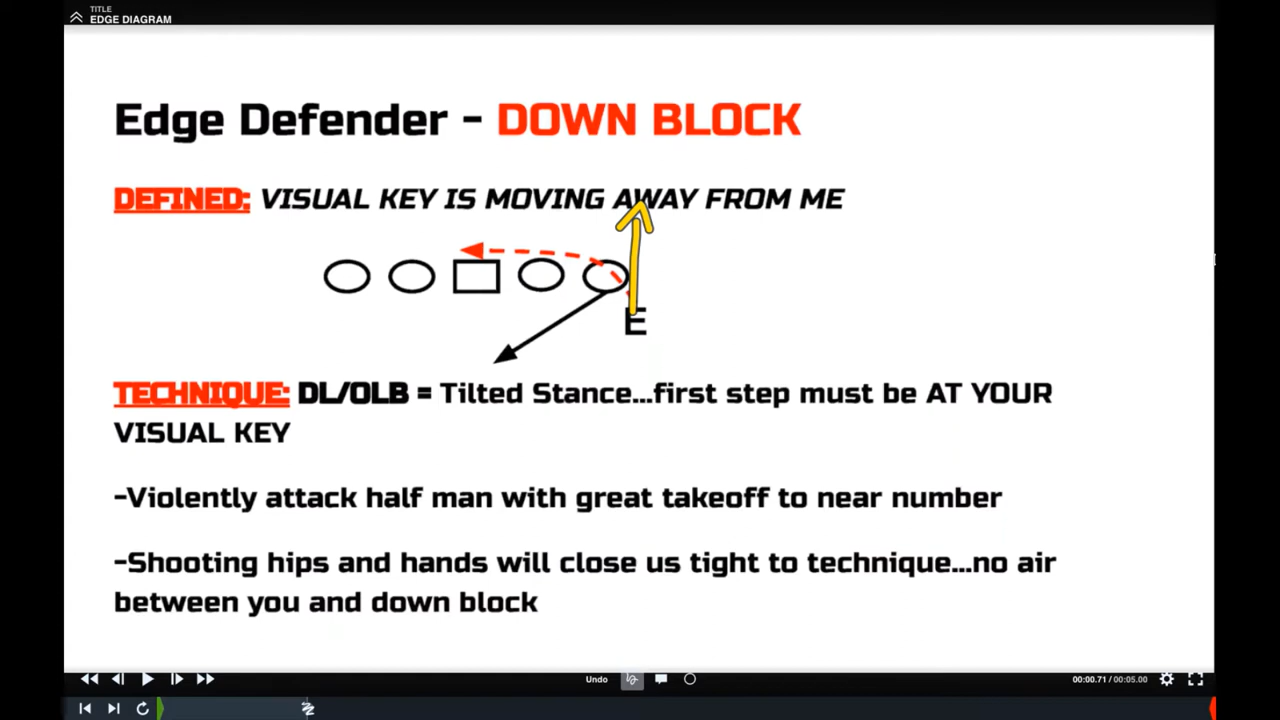 TITLE
EDGE DIAGRAM
Edge Defender - DOWN BLOCK
DEFINED: VISUAL KEY IS MOVING AWAY FROM ME
E
TECHNIQUE: DL/OLB = Tilted Stance...first step must be AT YOUR
VISUAL KEY
-Violently attack half man with great takeoff to near number
-Shooting hips and hands will close us tight to technique...no air
between you and down block
Undo
00:00.71 / 00:05.00